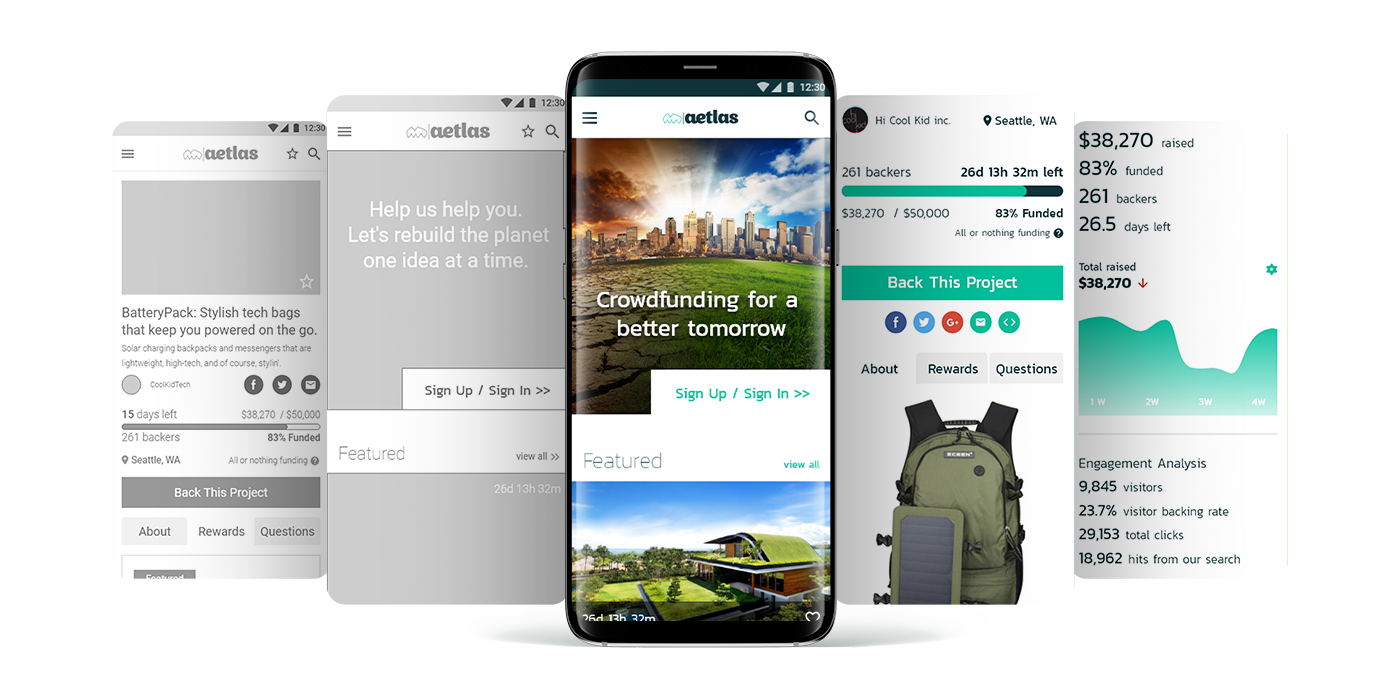 12:30
aetlas
BatteryPack: Stylish tech bags
that keep you powered on the go.
Solar charging backpacks and messengers that are
lightweight, high-tech, and of course, stylin'.
CoolKidTech
15 days left $38,270 / $50,000
261 backers 83% Funded
Seattle, WA All or nothing funding ?
Back This Project
About Rewards Questions
Featured
12:30
aetlas
Help us help you.
Let's rebuild the planet
one idea at a time.
Sign Up / Sign In >>
Featured view all >>
26d 13h 32m
12:30
aetlas
Crowdfunding for a
better tomorrow
Sign Up / Sign In >>
Featured view all
26d 13h 32m
Hi Cool Kid inc. Seattle, WA
261 backers 26d 13h 32m left
$38,270 / $50,000 83% Funded
All or nothing funding ?
Back This Project
About Rewards Questions
$38,270 raised
83% funded
261 backers
26.5 days left
Total raised
$38,270
1 W 2W 3W 4W
Engagement Analysis
9,845 visitors
23.7% visitor backing rate
29,153 total clicks
18,962 hits from our search